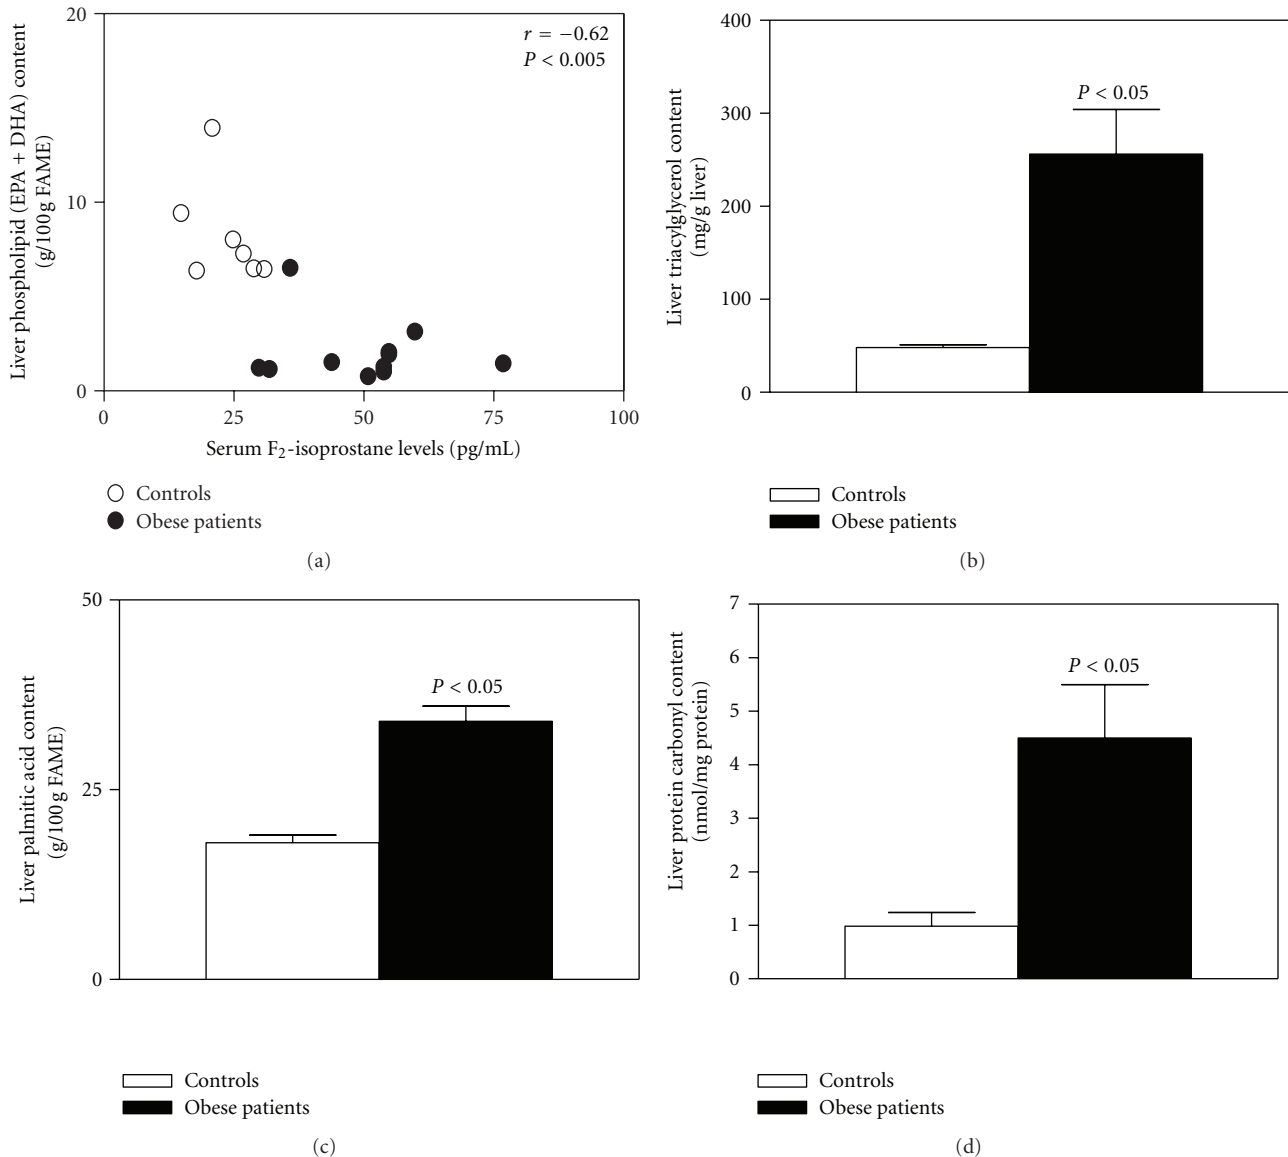 Liver phospholipid (EPA + DHA) content
(g/100 g FAME)
20
10
0
r = −0.62
P < 0.005
0 25 50 75 100
Serum F₂-isoprostane levels (pg/mL)
Controls
Obese patients
(a)
Liver triacylglycerol content
(mg/g liver)
400
300
200
100
0
P < 0.05
Controls
Obese patients
(b)
Liver palmitic acid content
(g/100 g FAME)
50
25
0
P < 0.05
Controls
Obese patients
(c)
Liver protein carbonyl content
(nmol/mg protein)
7
6
5
4
3
2
1
0
P < 0.05
Controls
Obese patients
(d)